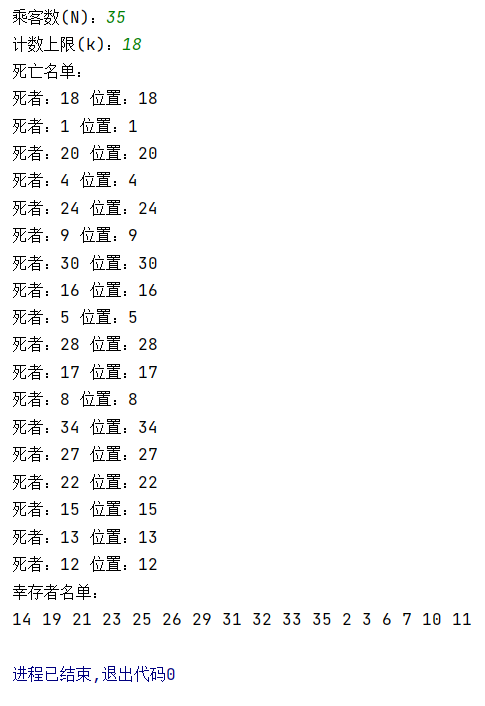 乘客数(N)：35
计数上限(k)：18
死亡名单：
死者：18 位置：18
死者：1 位置：1
死者：20 位置：20
死者：4 位置：4
死者：24 位置：24
死者：9 位置：9
死者：30 位置：30
死者：16 位置：16
死者：5 位置：5
死者：28 位置：28
死者：17 位置：17
死者：8 位置：8
死者：34 位置：34
死者：27 位置：27
死者：22 位置：22
死者：15 位置：15
死者：13 位置：13
死者：12 位置：12
幸存者名单：
14 19 21 23 25 26 29 31 32 33 35 2 3 6 7 10 11
进程已结束,退出代码0